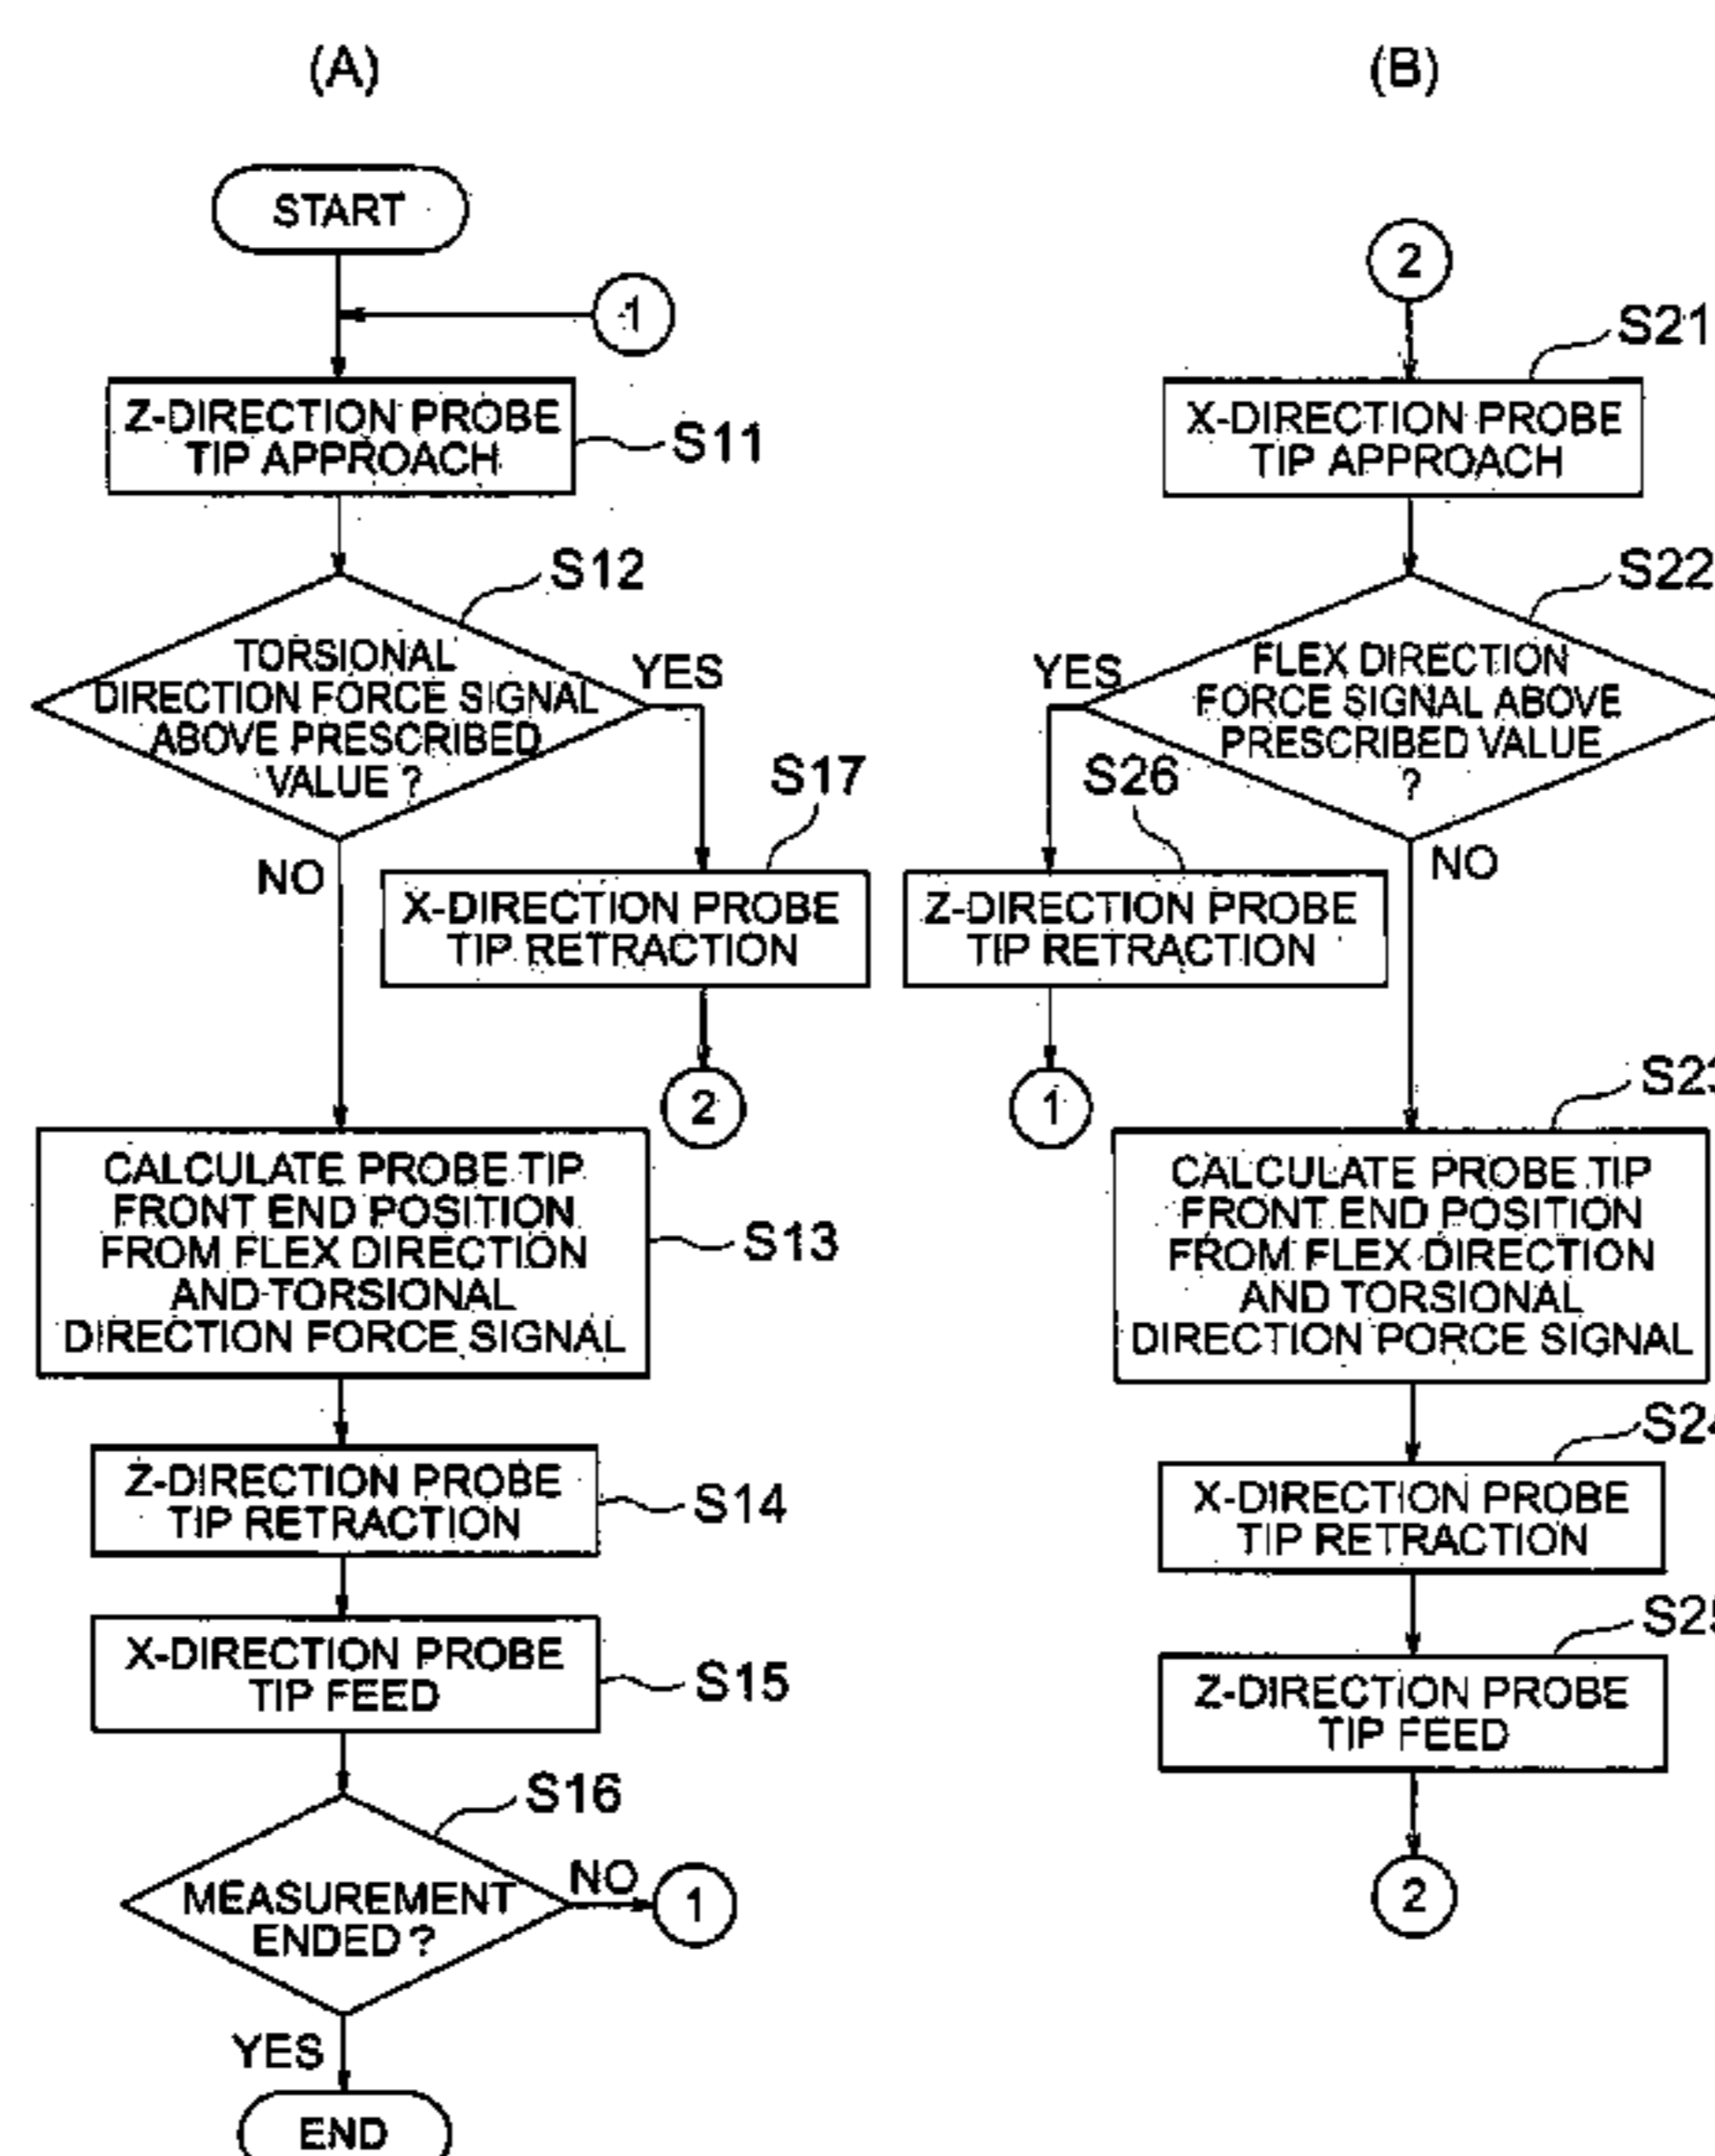 (A)
START
1
Z-DIRECTION PROBE
TIP APPROACH
S11
S12
TORSIONAL
DIRECTION FORCE SIGNAL
ABOVE PRESCRIBED
VALUE ?
YES
NO
S17
X-DIRECTION PROBE
TIP RETRACTION
2
CALCULATE PROBE TIP
FRONT END POSITION
FROM FLEX DIRECTION
AND TORSIONAL
DIRECTION FORCE SIGNAL
S13
Z-DIRECTION PROBE
TIP RETRACTION
S14
X-DIRECTION PROBE
TIP FEED
S15
S16
MEASUREMENT
ENDED ?
NO
1
YES
END
(B)
2
S21
X-DIRECTION PROBE
TIP APPROACH
S22
FLEX DIRECTION
FORCE SIGNAL ABOVE
PRESCRIBED VALUE
?
YES
NO
S26
Z-DIRECTION PROBE
TIP RETRACTION
1
S23
CALCULATE PROBE TIP
FRONT END POSITION
FROM FLEX DIRECTION
AND TORSIONAL
DIRECTION PORCE SIGNAL
S24
X-DIRECTION PROBE
TIP RETRACTION
S25
Z-DIRECTION PROBE
TIP FEED
2